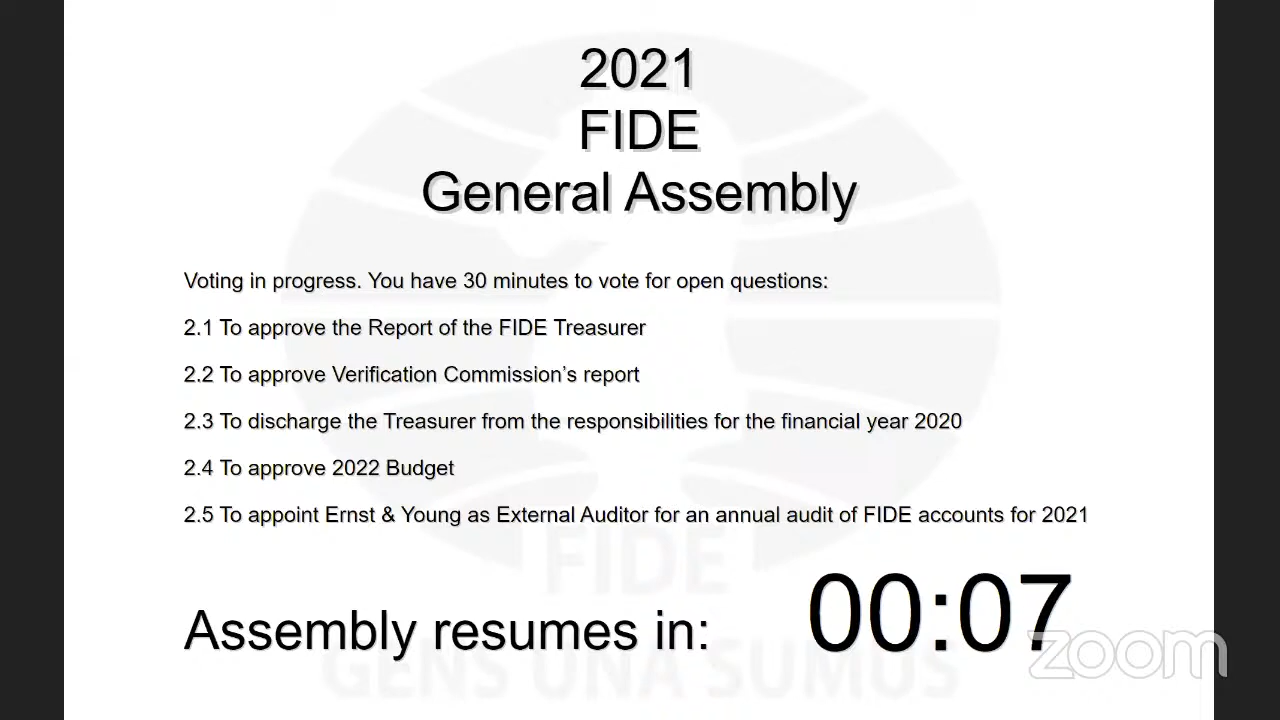 2021
FIDE
General Assembly
Voting in progress. You have 30 minutes to vote for open questions:
2.1 To approve the Report of the FIDE Treasurer
2.2 To approve Verification Commission’s report
2.3 To discharge the Treasurer from the responsibilities for the financial year 2020
2.4 To approve 2022 Budget
2.5 To appoint Ernst & Young as External Auditor for an annual audit of FIDE accounts for 2021
FIDE
Assembly resumes in: 00:07
GENS UNA SUMUS
zoom